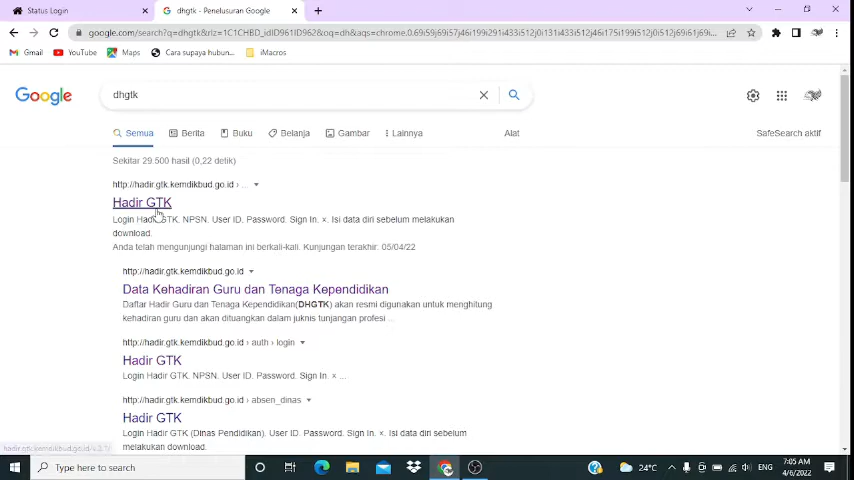 Status Login
dhgtk - Penelusuran Google
google.com/search?q=dhgtk&rlz=1C1CHBD_idID961ID962&oq=dh&aqs=chrome.0.69i59j69i57j46i199i291i433i512j0i131i433i512j46i175i199i512j0i512j69i61j69i6...
Gmail
YouTube
Maps
Cara supaya hubun...
iMacros
Google
dhgtk
Semua
Berita
Buku
Belanja
Gambar
Lainnya
Alat
SafeSearch aktif
Sekitar 29.500 hasil (0,22 detik)
http://hadir.gtk.kemdikbud.go.id › ...
Hadir GTK
Login Hadir GTK. NPSN. User ID. Password. Sign In. ×. Isi data diri sebelum melakukan
download.
Anda telah mengunjungi halaman ini berkali-kali. Kunjungan terakhir: 05/04/22
http://hadir.gtk.kemdikbud.go.id
Data Kehadiran Guru dan Tenaga Kependidikan
Daftar Hadir Guru dan Tenaga Kependidikan(DHGTK) akan resmi digunakan untuk menghitung
kehadiran guru dan akan dituangkan dalam juknis tunjangan profesi ...
http://hadir.gtk.kemdikbud.go.id › auth › login
Hadir GTK
Login Hadir GTK. NPSN. User ID. Password. Sign In. × ...
http://hadir.gtk.kemdikbud.go.id › absen_dinas
Hadir GTK
Login Hadir GTK (Dinas Pendidikan). User ID. Password. Sign In. ×. Isi data diri sebelum
melakukan download.
Type here to search
24°C
ENG
7:05 AM
4/6/2022